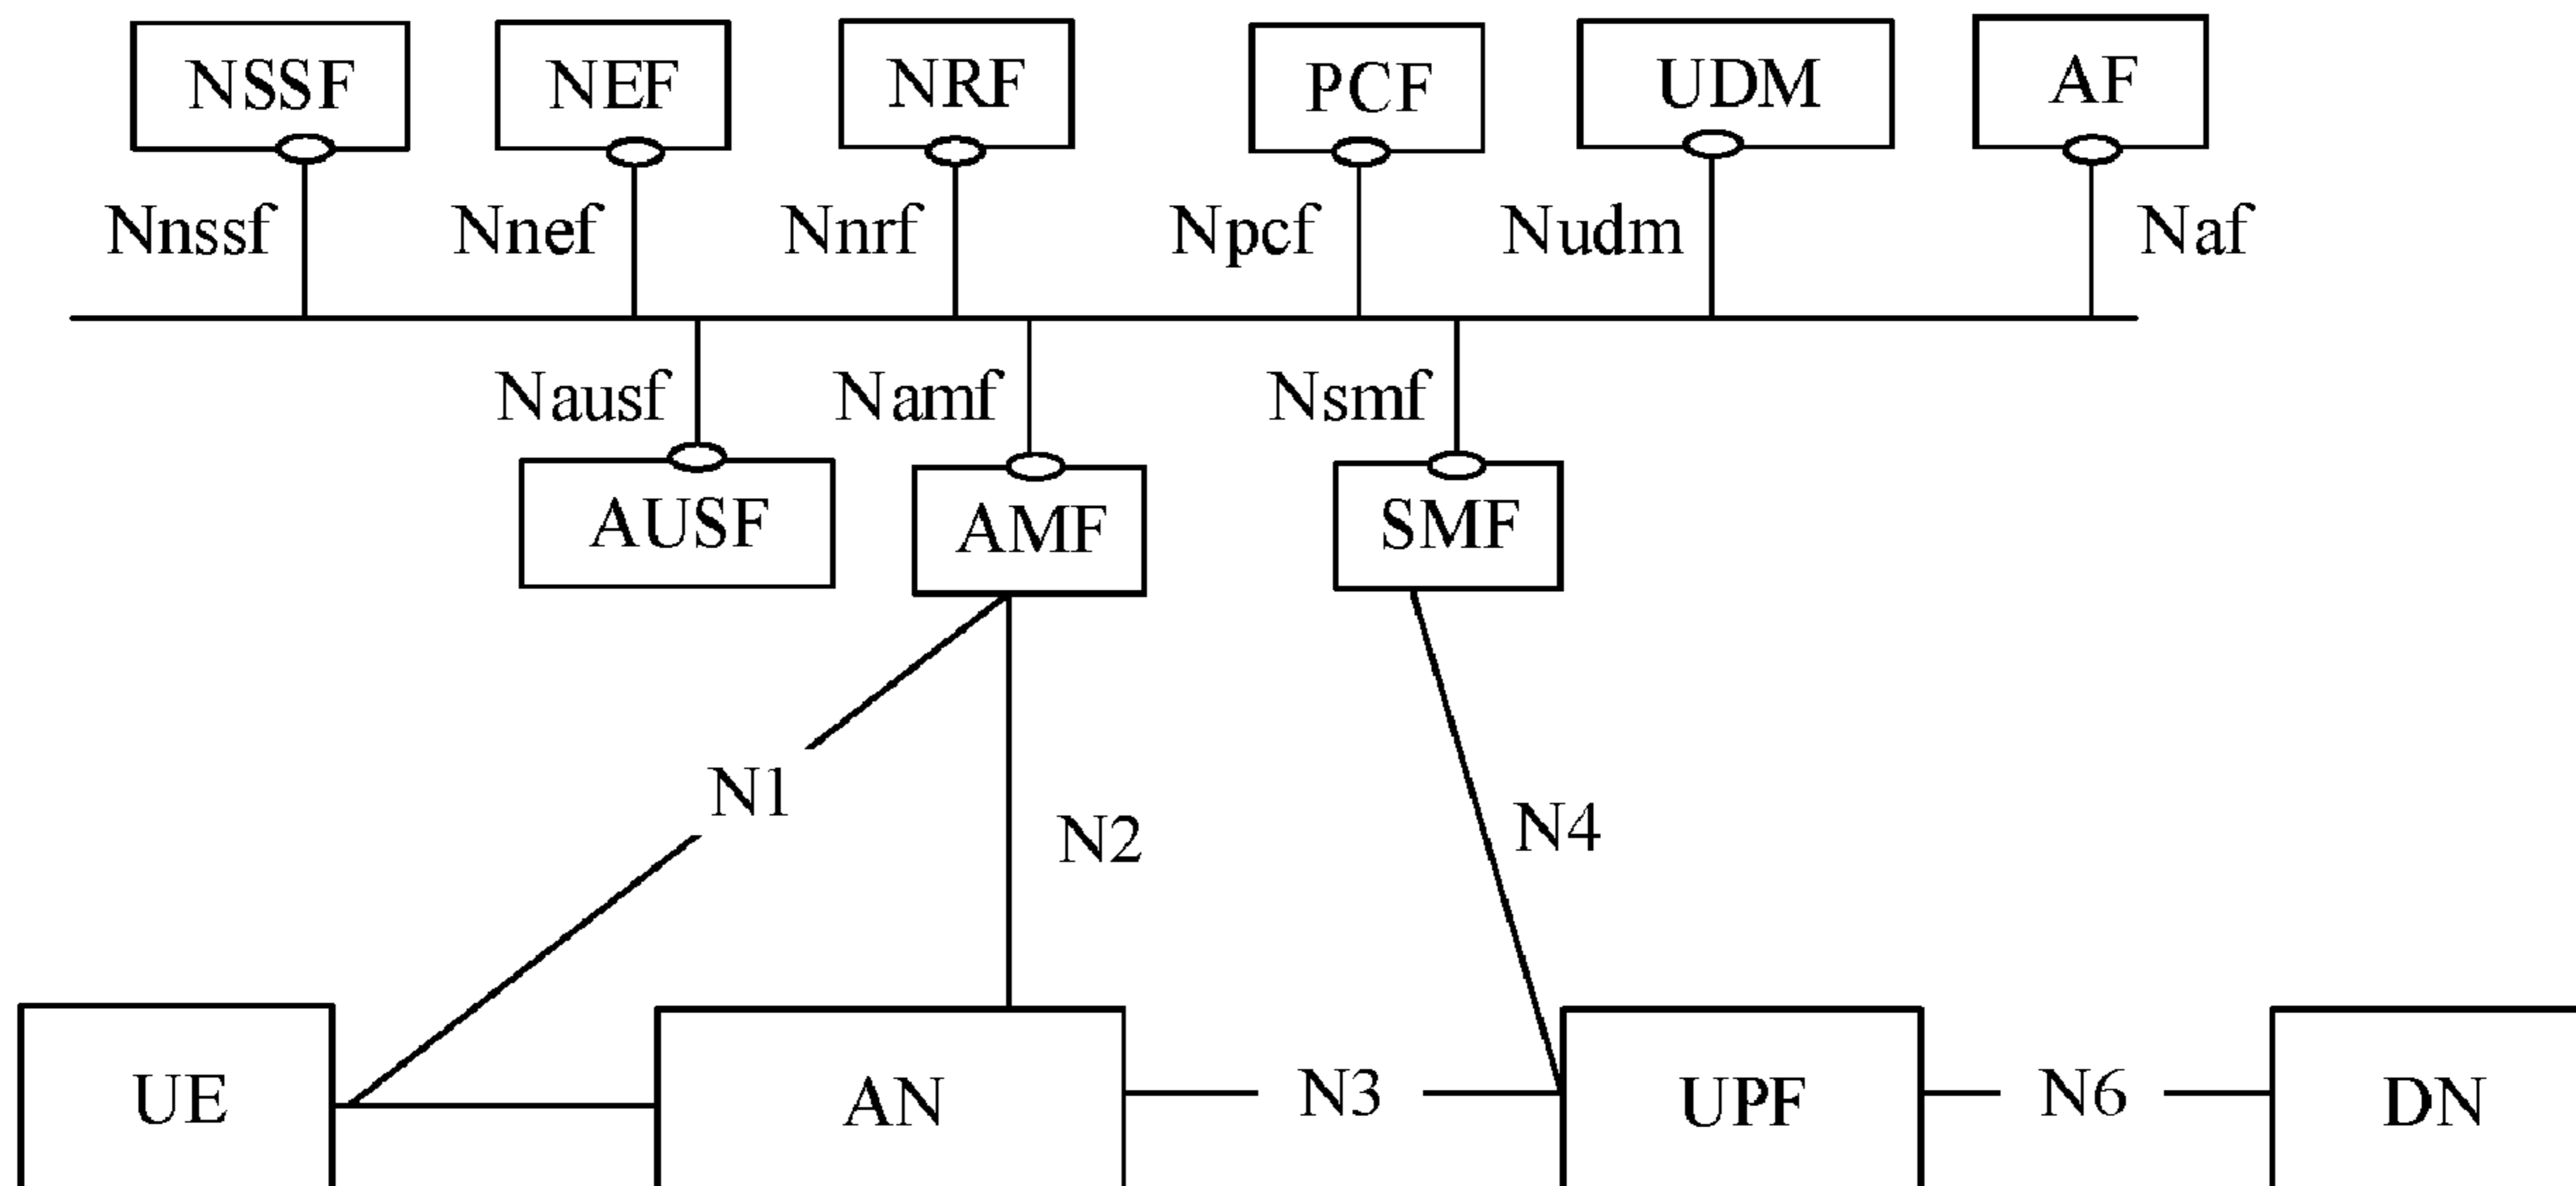 NSSF NEF NRF PCF UDM AF
Nnssf Nnef Nnrf Npcf Nudm Naf
Nausf Namf Nsmf
AUSF AMF SMF
N1 N2 N4
UE AN N3 UPF N6 DN